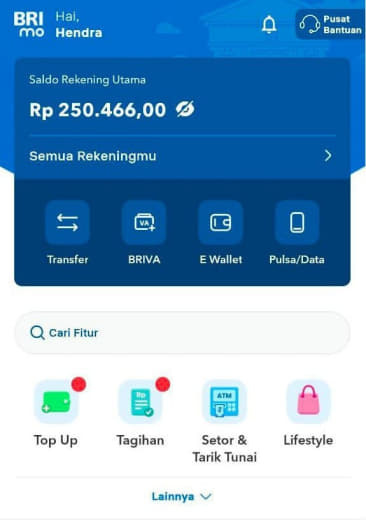 BRI
mo
Hai,
Hendra
Pusat
Bantuan
Saldo Rekening Utama
Rp 250.466,00
Semua Rekeningmu
VA
Transfer
BRIVA
E Wallet
Pulsa/Data
Cari Fitur
Rp
ATM
Top Up
Tagihan
Setor &
Tarik Tunai
Lifestyle
Lainnya